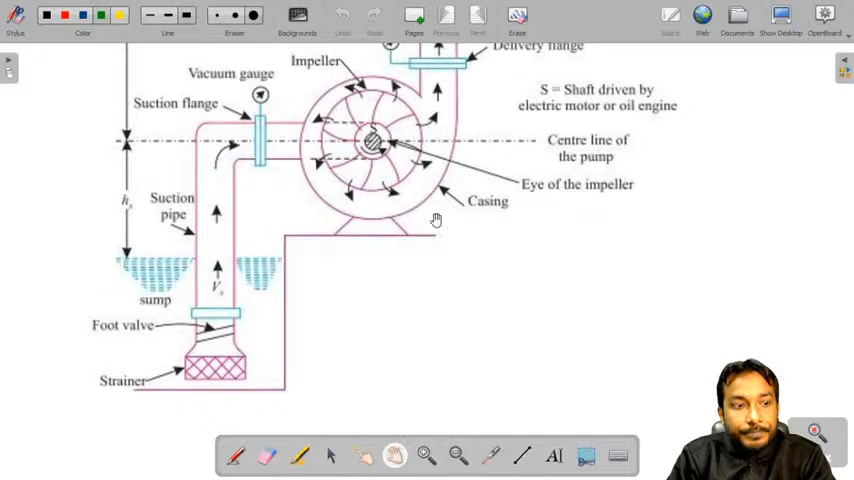 Stylus
Color
Line
Eraser
Backgrounds
Undo
Redo
Pages
Previous
Next
Erase
Board
Web
Documents
Show Desktop
OpenBoard
Delivery flange
Impeller
Vacuum gauge
Suction flange
S = Shaft driven by
electric motor or oil engine
S
Centre line of
the pump
Eye of the impeller
Casing
hs
Suction
pipe
Vs
sump
Foot valve
Strainer
AI